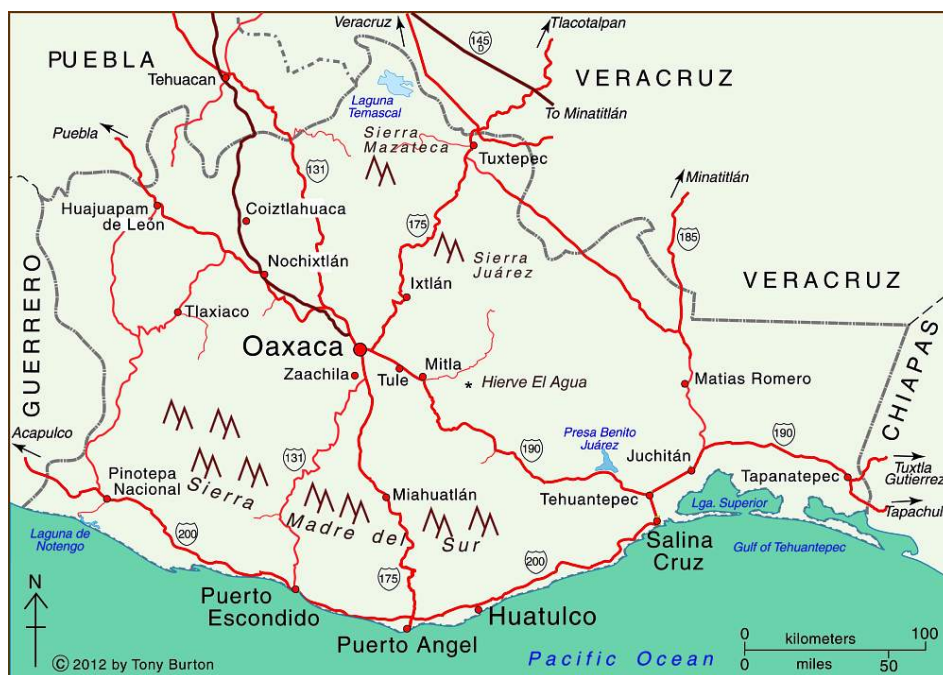 Veracruz
145
D
Tlacotalpan
PUEBLA
Tehuacan
Laguna
Temascal
VERACRUZ
To Minatitlán
Puebla
Sierra
Mazateca
Tuxtepec
131
Minatitlán
Huajuapam
de León
Coiztlahuaca
175
185
Nochixtlán
Sierra
Juárez
VERACRUZ
Ixtlán
Tlaxiaco
GUERRERO
Oaxaca
Zaachila
Tule
Mitla
* Hierve El Agua
Matias Romero
CHIAPAS
Acapulco
Presa Benito
Juárez
190
190
131
Juchitán
Tuxtla
Gutierrez
Pinotepa
Nacional
Sierra
Madre del
Sur
Miahuatlán
Tehuantepec
Tapanatepec
Lga. Superior
Tapachul
Laguna de
Notengo
200
Salina
Cruz
Gulf of Tehuantepec
200
175
N
Puerto
Escondido
Huatulco
Puerto Angel
0 kilometers 100
0 miles 50
© 2012 by Tony Burton
Pacific Ocean